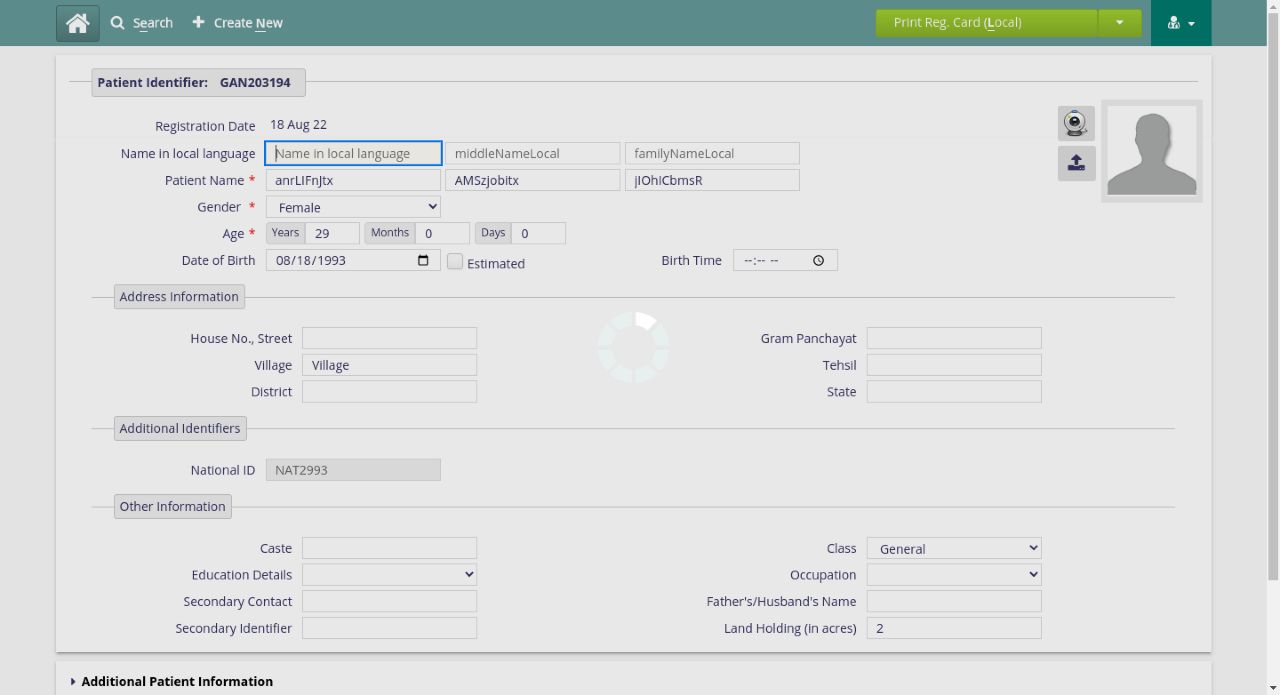 Search Create New Print Reg. Card (Local)
Patient Identifier: GAN203194
Registration Date 18 Aug 22
Name in local language Name in local language middleNameLocal familyNameLocal
Patient Name * anrLIFnJtx AMSzjobitx jIOhICbmsR
Gender * Female
Age * Years 29 Months 0 Days 0
Date of Birth 08/18/1993 Estimated Birth Time --:-- --
Address Information
House No., Street Gram Panchayat
Village Village Tehsil
District State
Additional Identifiers
National ID NAT2993
Other Information
Caste Class General
Education Details Occupation
Secondary Contact Father's/Husband's Name
Secondary Identifier Land Holding (in acres) 2
Additional Patient Information